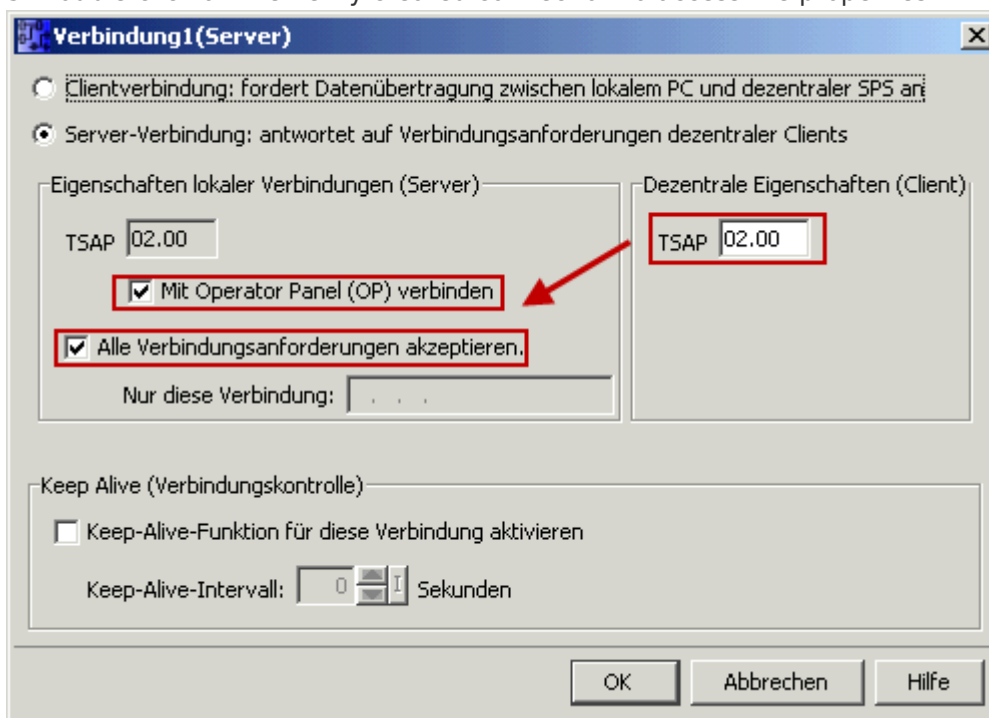 Verbindung1(Server)
Clientverbindung: fordert Datenübertragung zwischen lokalem PC und dezentraler SPS an
Server-Verbindung: antwortet auf Verbindungsanforderungen dezentraler Clients
Eigenschaften lokaler Verbindungen (Server)
TSAP 02.00
Mit Operator Panel (OP) verbinden
Alle Verbindungsanforderungen akzeptieren.
Nur diese Verbindung: . . .
Dezentrale Eigenschaften (Client)
TSAP 02.00
Keep Alive (Verbindungskontrolle)
Keep-Alive-Funktion für diese Verbindung aktivieren
Keep-Alive-Intervall: 0 Sekunden
OK Abbrechen Hilfe